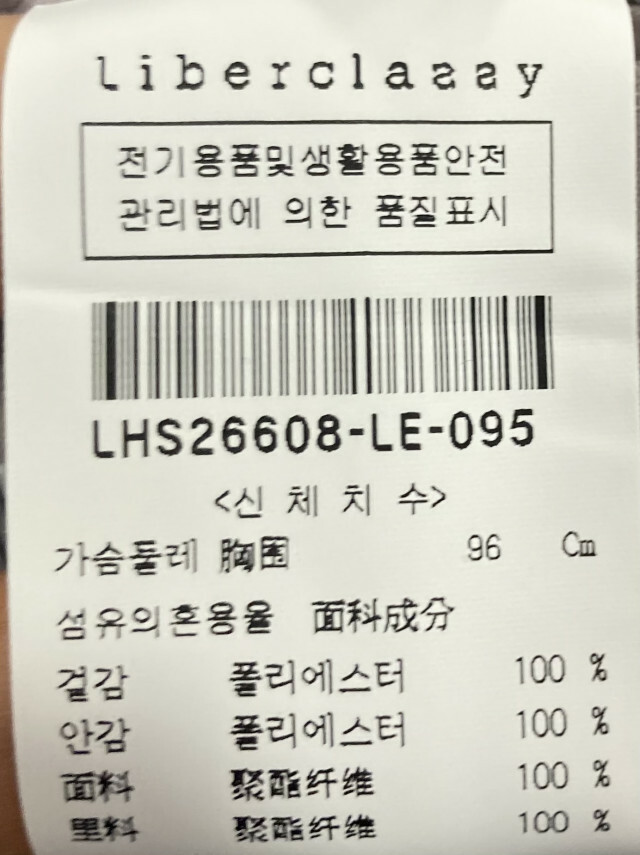 Liberclassy
전기용품및생활용품안전
관리법에 의한 품질표시
LHS26608-LE-095
<신 체 치 수>
가슴둘레 胸围 96 Cm
섬유의혼용율 面科成分
겉감 폴리에스터 100 %
안감 폴리에스터 100 %
面料 聚酯纤维 100 %
里料 聚酯纤维 100 %